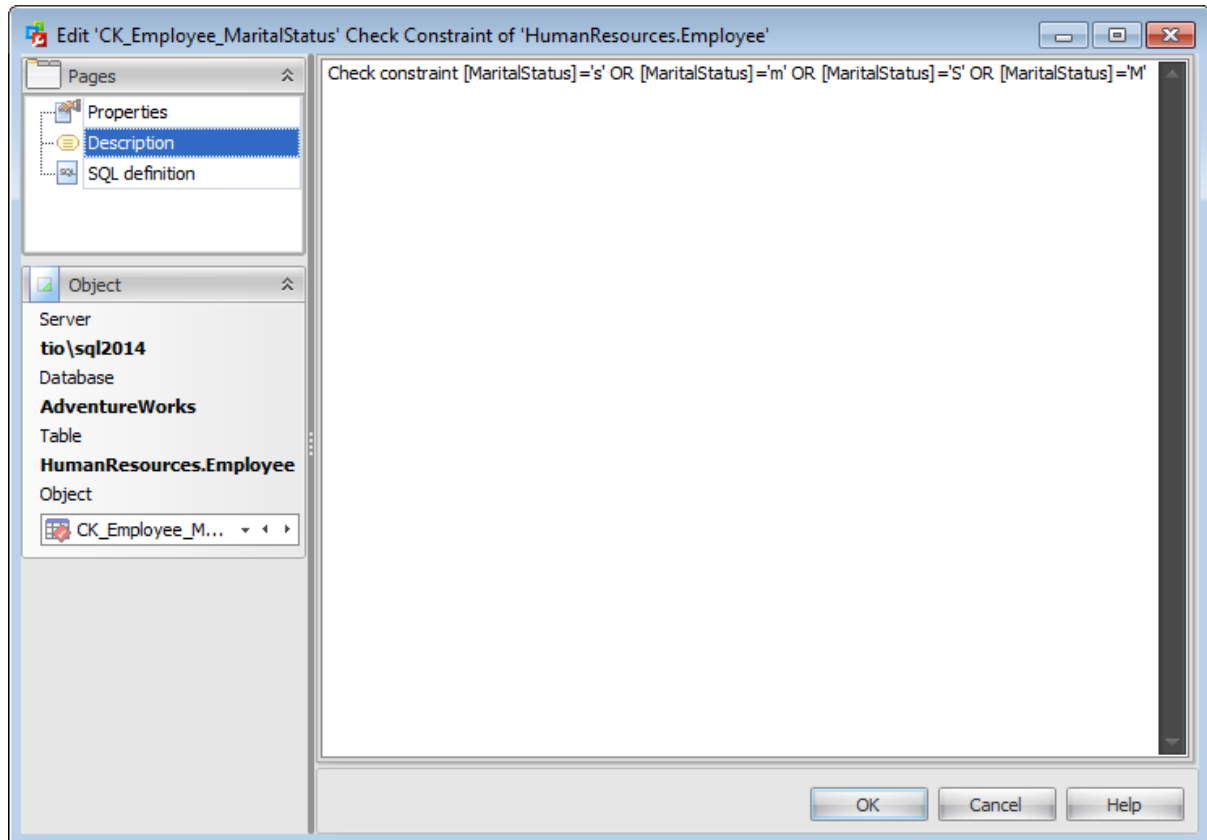 Edit 'CK_Employee_MaritalStatus' Check Constraint of 'HumanResources.Employee'
Pages
Properties
Description
SQL definition
Object
Server
tio\sql2014
Database
AdventureWorks
Table
HumanResources.Employee
Object
CK_Employee_M...
Check constraint [MaritalStatus]='s' OR [MaritalStatus]='m' OR [MaritalStatus]='S' OR [MaritalStatus]='M'
OK
Cancel
Help